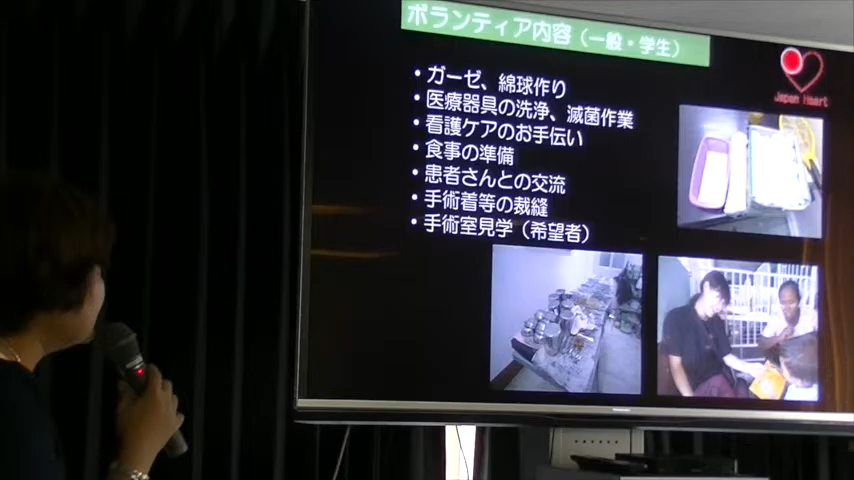 ボランティア内容（一般・学生）
Japan Heart
・ガーゼ、綿球作り
・医療器具の洗浄、滅菌作業
・看護ケアのお手伝い
・食事の準備
・患者さんとの交流
・手術着等の裁縫
・手術室見学（希望者）